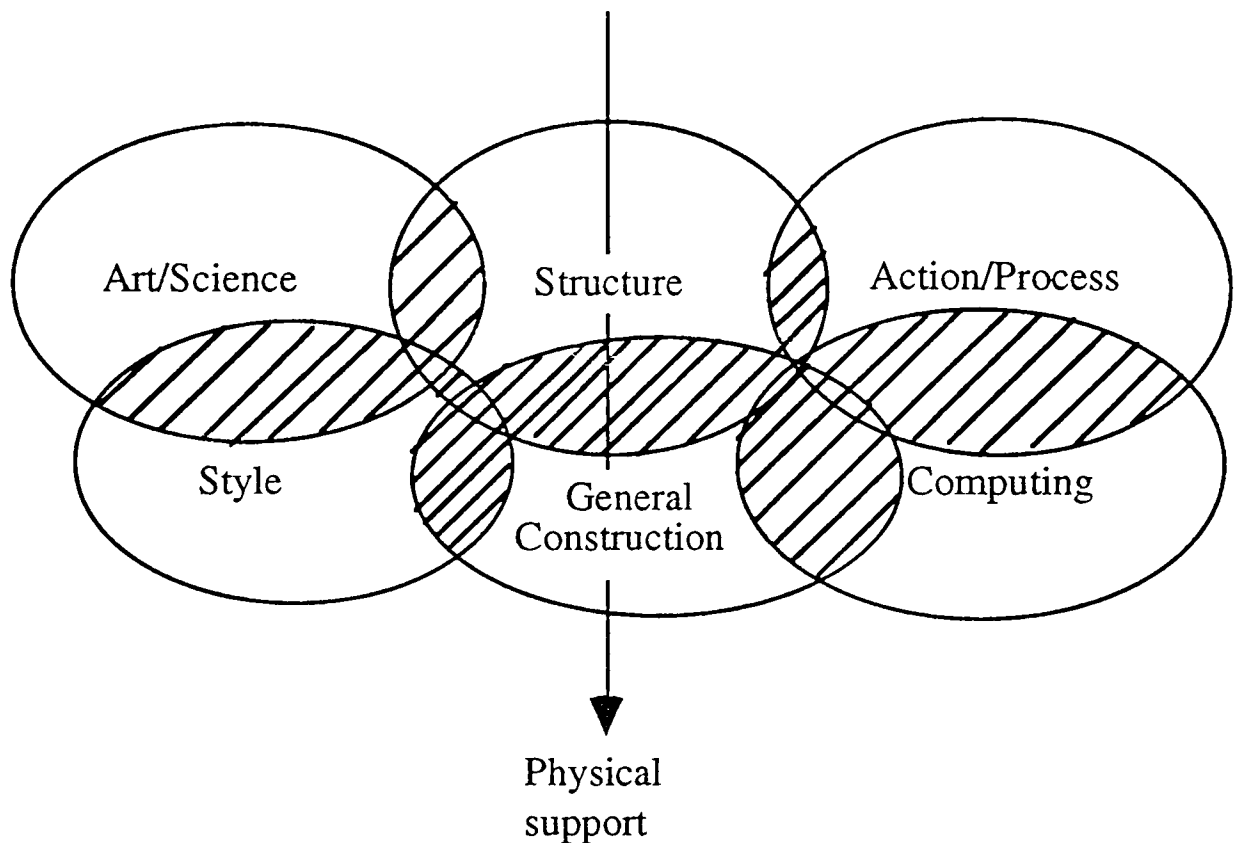 Art/Science
Structure
Action/Process
Style
General
Construction
Computing
Physical
support